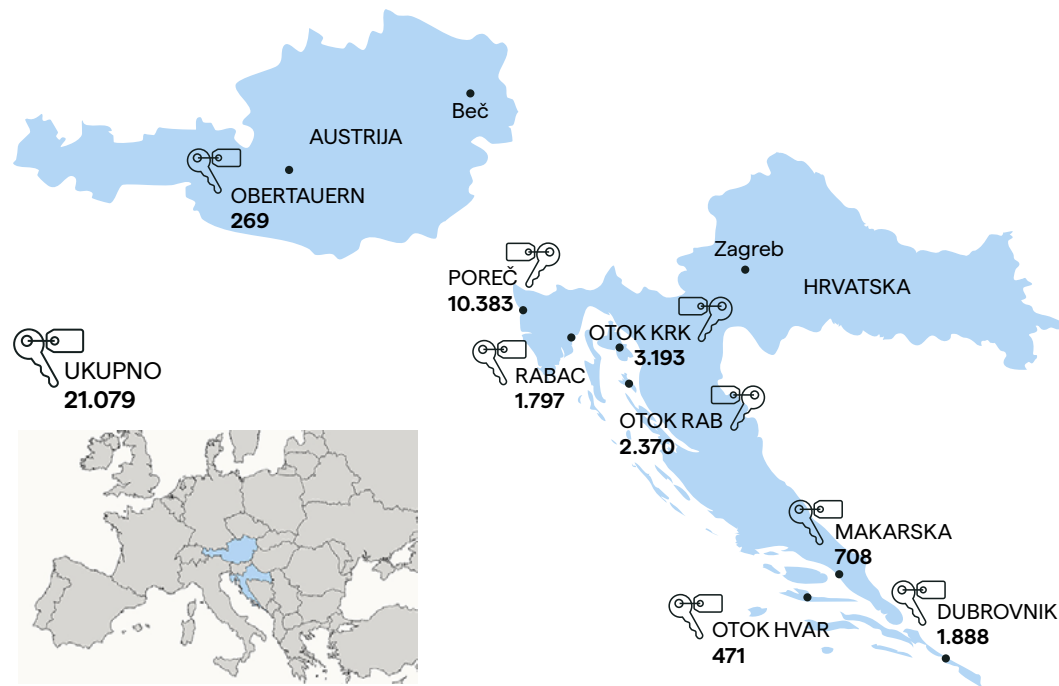 Beč
AUSTRIJA
OBERTAUERN
269
Zagreb
HRVATSKA
POREČ
10.383
OTOK KRK
3.193
UKUPNO
21.079
RABAC
1.797
OTOK RAB
2.370
MAKARSKA
708
DUBROVNIK
1.888
OTOK HVAR
471